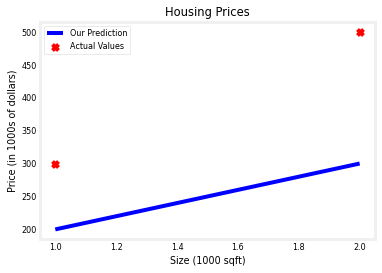 Housing Prices
Our Prediction
Actual Values
Price (in 1000s of dollars)
500
450
400
350
300
250
200
1.0 1.2 1.4 1.6 1.8 2.0
Size (1000 sqft)